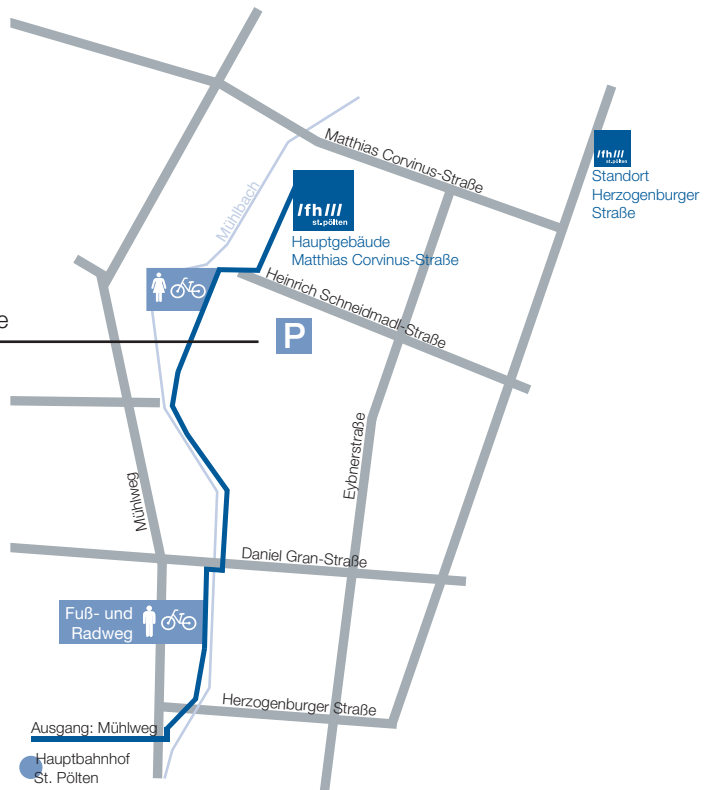 Matthias Corvinus-Straße
/fh///
st.pölten
Standort
Herzogenburger
Straße
Mühlbach
/fh///
st.pölten
Hauptgebäude
Matthias Corvinus-Straße
Heinrich Schneidmadl-Straße
e
P
Eybnerstraße
Mühlweg
Daniel Gran-Straße
Fuß- und
Radweg
Herzogenburger Straße
Ausgang: Mühlweg
Hauptbahnhof
St. Pölten